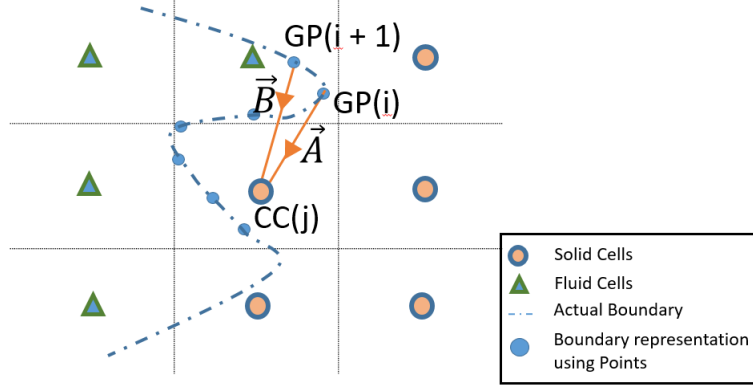 GP(i + 1)
B
GP(i)
A
CC(j)
Solid Cells
Fluid Cells
Actual Boundary
Boundary representation
using Points